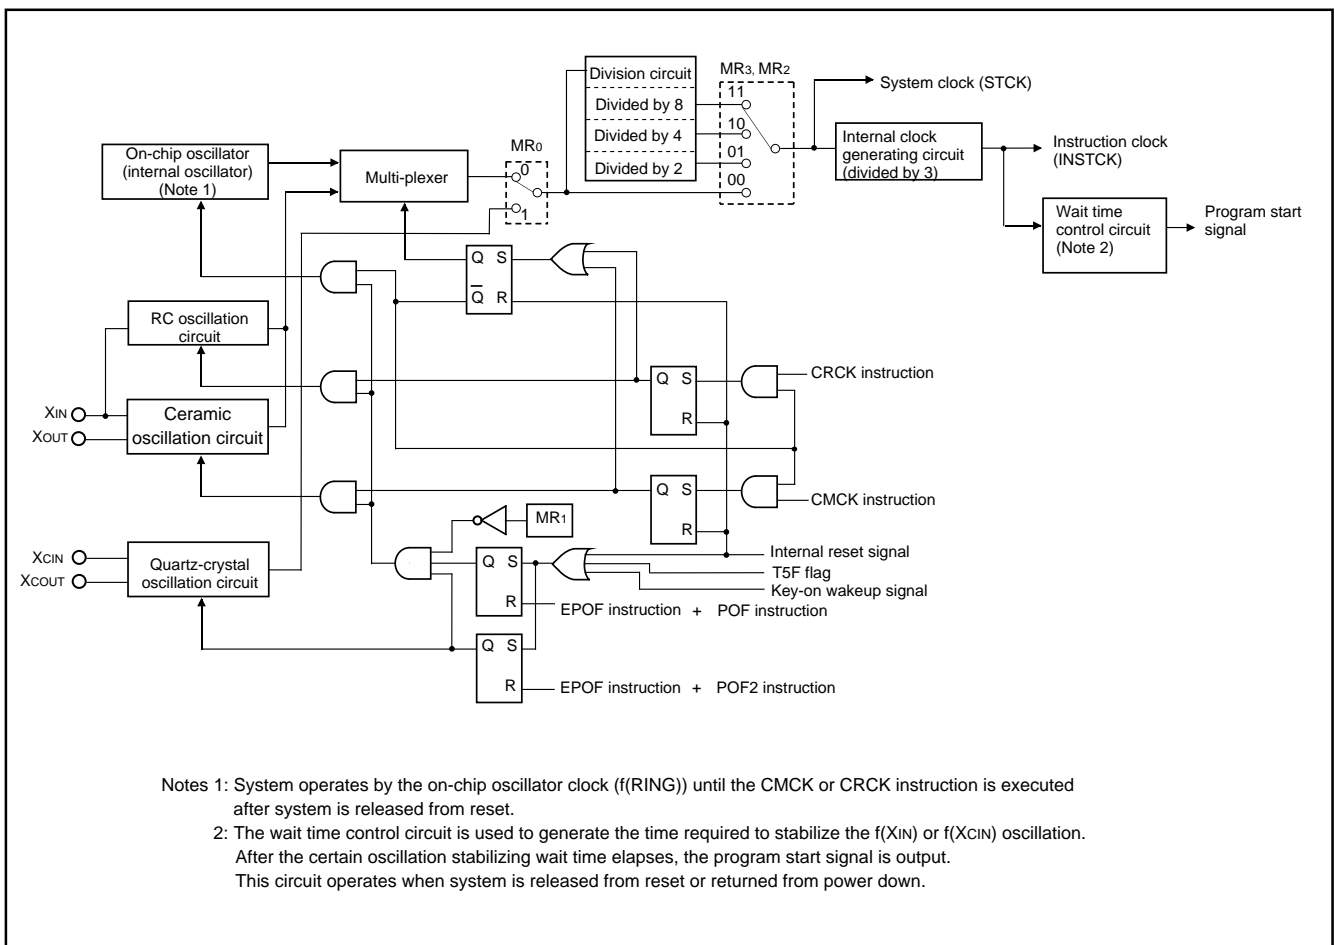 Division circuit
Divided by 8
Divided by 4
Divided by 2
MR3, MR2
11
10
01
00
System clock (STCK)
Internal clock
generating circuit
(divided by 3)
Instruction clock
(INSTCK)
Wait time
control circuit
(Note 2)
Program start
signal
On-chip oscillator
(internal oscillator)
(Note 1)
Multi-plexer
MR0
0
1
Q S
Q R
RC oscillation
circuit
XIN
XOUT
Ceramic
oscillation circuit
Q S
R
CRCK instruction
Q S
R
CMCK instruction
MR1
XCIN
XCOUT
Quartz-crystal
oscillation circuit
Q S
R
Internal reset signal
T5F flag
Key-on wakeup signal
EPOF instruction + POF instruction
Q S
R
EPOF instruction + POF2 instruction
Notes 1: System operates by the on-chip oscillator clock (f(RING)) until the CMCK or CRCK instruction is executed
after system is released from reset.
2: The wait time control circuit is used to generate the time required to stabilize the f(XIN) or f(XCIN) oscillation.
After the certain oscillation stabilizing wait time elapses, the program start signal is output.
This circuit operates when system is released from reset or returned from power down.